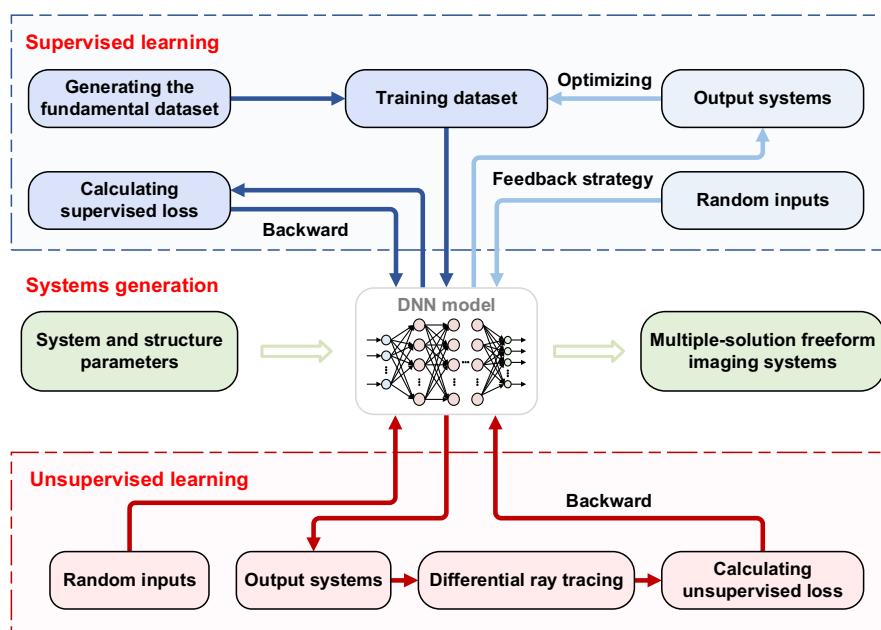 Supervised learning
Generating the
fundamental dataset
Training dataset
Optimizing
Output systems
Calculating
supervised loss
Backward
Feedback strategy
Random inputs
Systems generation
System and structure
parameters
DNN model
Multiple-solution freeform
imaging systems
Unsupervised learning
Backward
Random inputs
Output systems
Differential ray tracing
Calculating
unsupervised loss